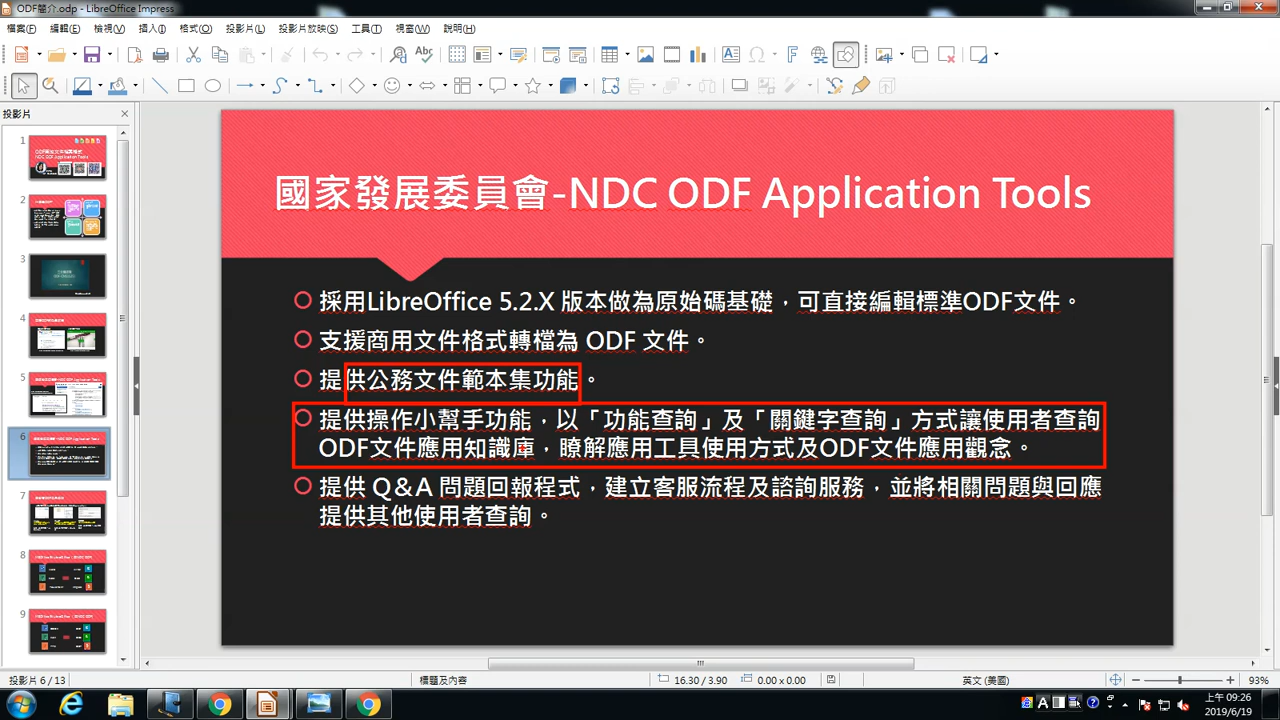 ODF簡介.odp - LibreOffice Impress
檔案(F) 編輯(E) 檢視(V) 插入(I) 格式(O) 投影片(L) 投影片放映(S) 工具(T) 視窗(W) 說明(H)
投影片
國家發展委員會-NDC ODF Application Tools
採用LibreOffice 5.2.X 版本做為原始碼基礎，可直接編輯標準ODF文件。
支援商用文件格式轉檔為 ODF 文件。
提供公務文件範本集功能。
提供操作小幫手功能，以「功能查詢」及「關鍵字查詢」方式讓使用者查詢
ODF文件應用知識庫，瞭解應用工具使用方式及ODF文件應用觀念。
提供 Q&A 問題回報程式，建立客服流程及諮詢服務，並將相關問題與回應
提供其他使用者查詢。
1
2
3
4
5
6
7
8
9
投影片 6 / 13 標題及內容 16.30 / 3.90 0.00 x 0.00 英文 (美國) 93%
上午 09:26
2019/6/19